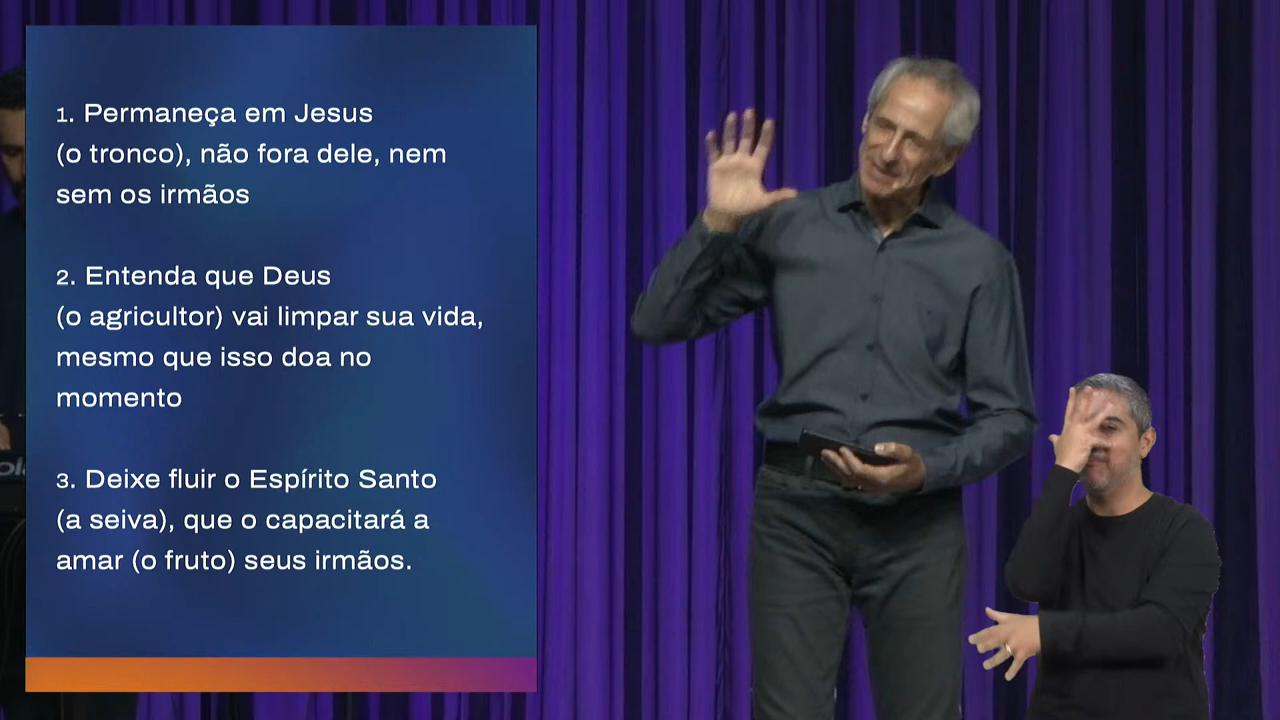 1. Permaneça em Jesus
(o tronco), não fora dele, nem
sem os irmãos
2. Entenda que Deus
(o agricultor) vai limpar sua vida,
mesmo que isso doa no
momento
3. Deixe fluir o Espírito Santo
(a seiva), que o capacitará a
amar (o fruto) seus irmãos.